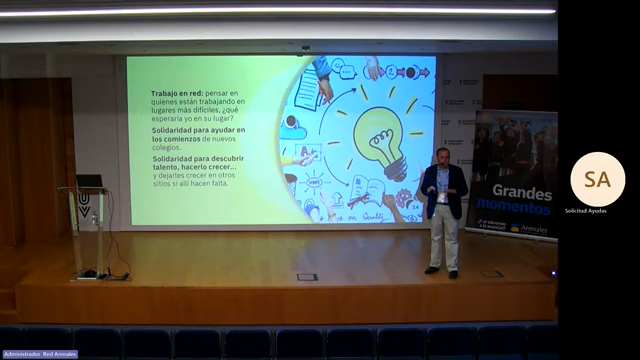 Trabajo en red: pensar en
quienes están trabajando en
lugares más difíciles, ¿qué
esperaría yo en su lugar?
Solidaridad para ayudar en
los comienzos de nuevos
colegios.
Solidaridad para descubrir
talento, hacerlo crecer...
y dejarles crecer en otros
sitios si allí hacen falta.
Grandes
momentos
Arenales
SA
Solicitud Ayudas
Administrador Red Arenales